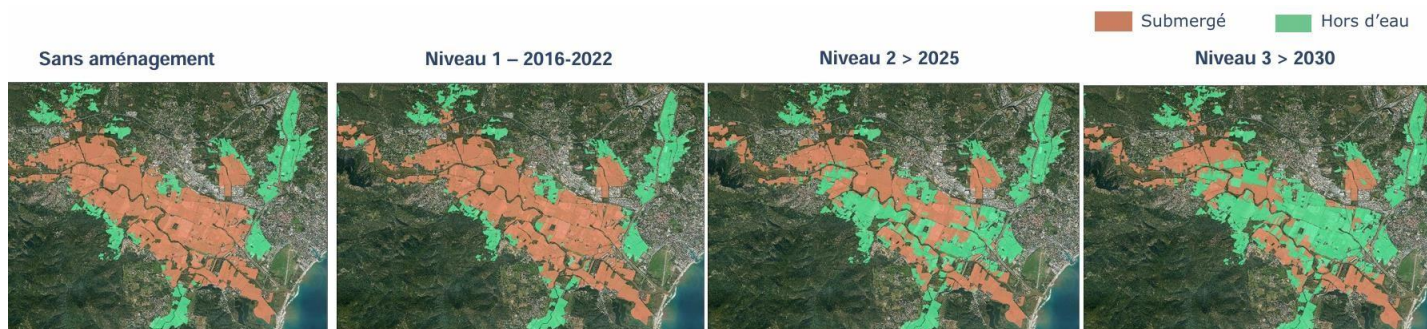 Submergé
Hors d'eau
Sans aménagement
Niveau 1 – 2016-2022
Niveau 2 > 2025
Niveau 3 > 2030